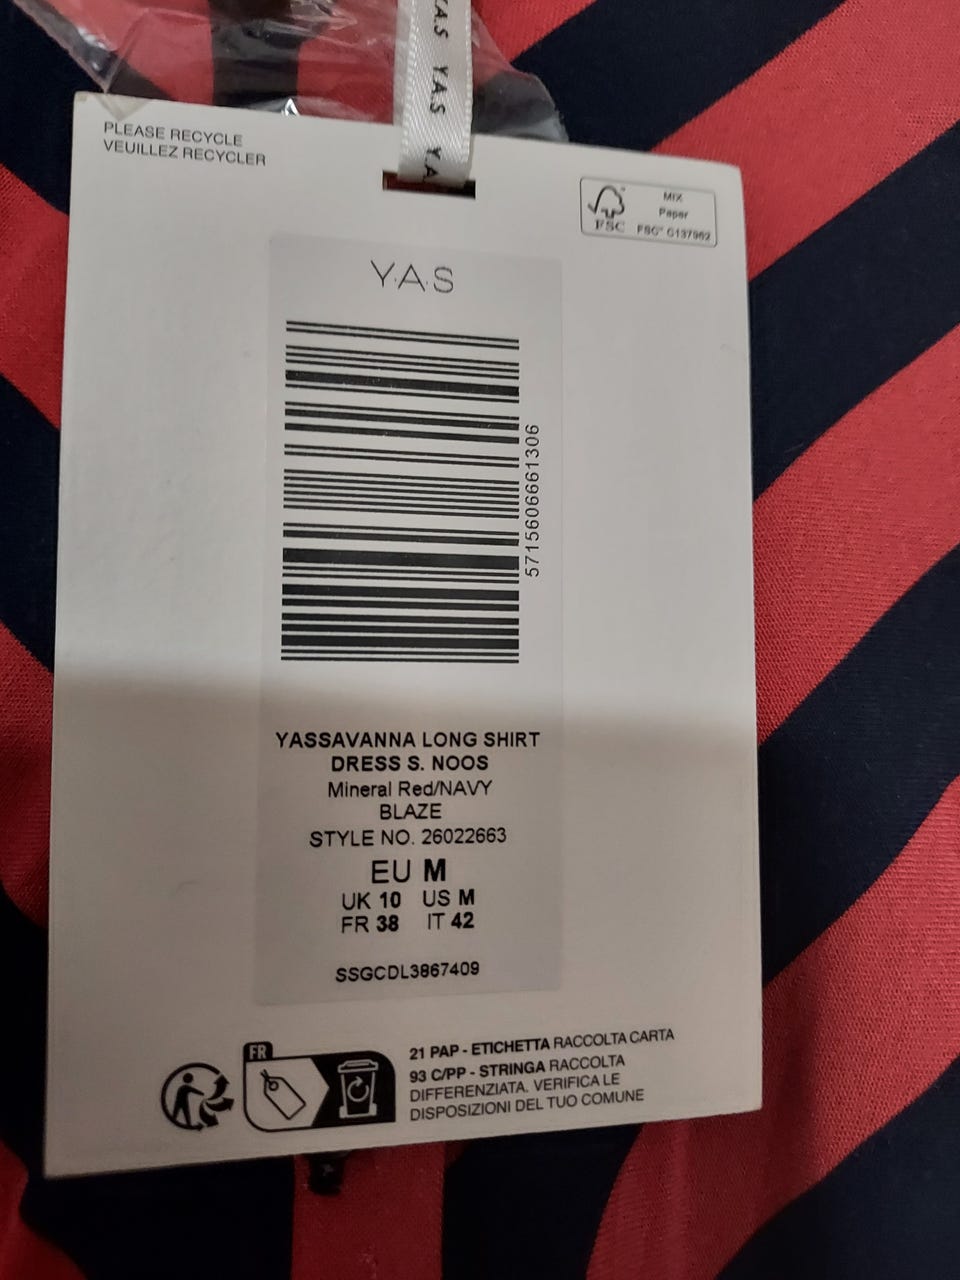 Y.A.S Y.A.S Y.A
PLEASE RECYCLE
VEUILLEZ RECYCLER
MIX
Paper
FSC
FSC® C137962
Y.A.S
5715606661306
YASSAVANNA LONG SHIRT
DRESS S. NOOS
Mineral Red/NAVY
BLAZE
STYLE NO. 26022663
EU M
UK 10 US M
FR 38 IT 42
SSGCDL3867409
FR
21 PAP - ETICHETTA RACCOLTA CARTA
93 C/PP - STRINGA RACCOLTA
DIFFERENZIATA. VERIFICA LE
DISPOSIZIONI DEL TUO COMUNE